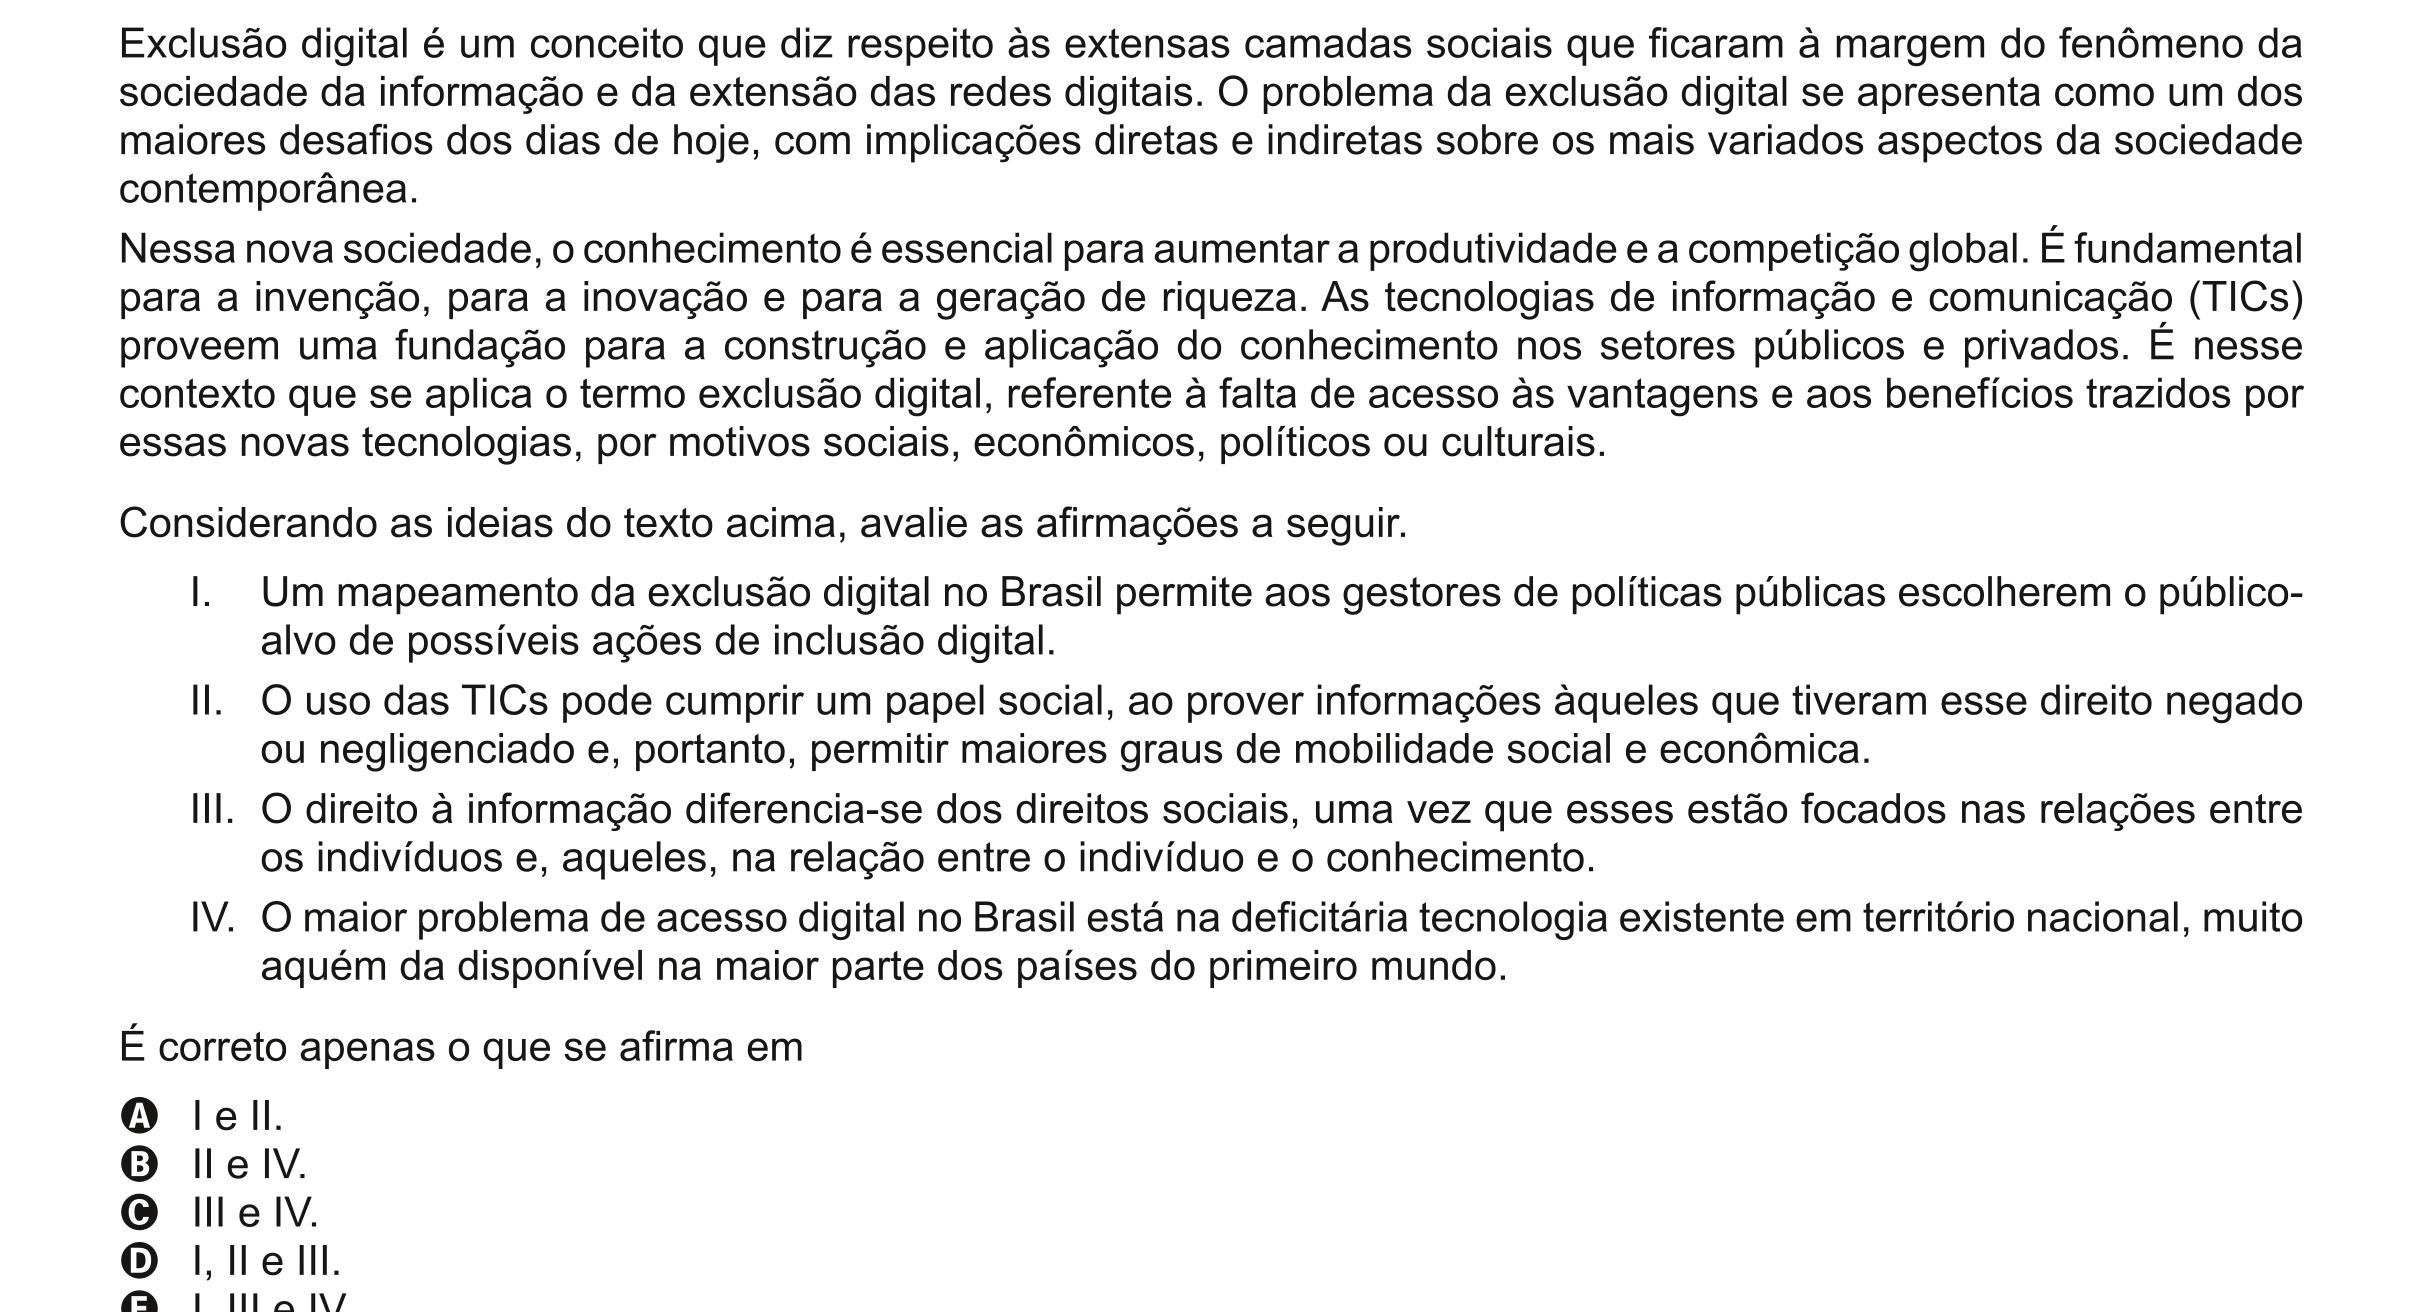 Exclusão digital é um conceito que diz respeito às extensas camadas sociais que ficaram à margem do fenômeno da
sociedade da informação e da extensão das redes digitais. O problema da exclusão digital se apresenta como um dos
maiores desafios dos dias de hoje, com implicações diretas e indiretas sobre os mais variados aspectos da sociedade
contemporânea.
Nessa nova sociedade, o conhecimento é essencial para aumentar a produtividade e a competição global. É fundamental
para a invenção, para a inovação e para a geração de riqueza. As tecnologias de informação e comunicação (TICs)
proveem uma fundação para a construção e aplicação do conhecimento nos setores públicos e privados. É nesse
contexto que se aplica o termo exclusão digital, referente à falta de acesso às vantagens e aos benefícios trazidos por
essas novas tecnologias, por motivos sociais, econômicos, políticos ou culturais.
Considerando as ideias do texto acima, avalie as afirmações a seguir.
I. Um mapeamento da exclusão digital no Brasil permite aos gestores de políticas públicas escolherem o público-
alvo de possíveis ações de inclusão digital.
II. O uso das TICs pode cumprir um papel social, ao prover informações àqueles que tiveram esse direito negado
ou negligenciado e, portanto, permitir maiores graus de mobilidade social e econômica.
III. O direito à informação diferencia-se dos direitos sociais, uma vez que esses estão focados nas relações entre
os indivíduos e, aqueles, na relação entre o indivíduo e o conhecimento.
IV. O maior problema de acesso digital no Brasil está na deficitária tecnologia existente em território nacional, muito
aquém da disponível na maior parte dos países do primeiro mundo.
É correto apenas o que se afirma em
A I e II.
B II e IV.
C III e IV.
D I, II e III.
E I, III e IV.